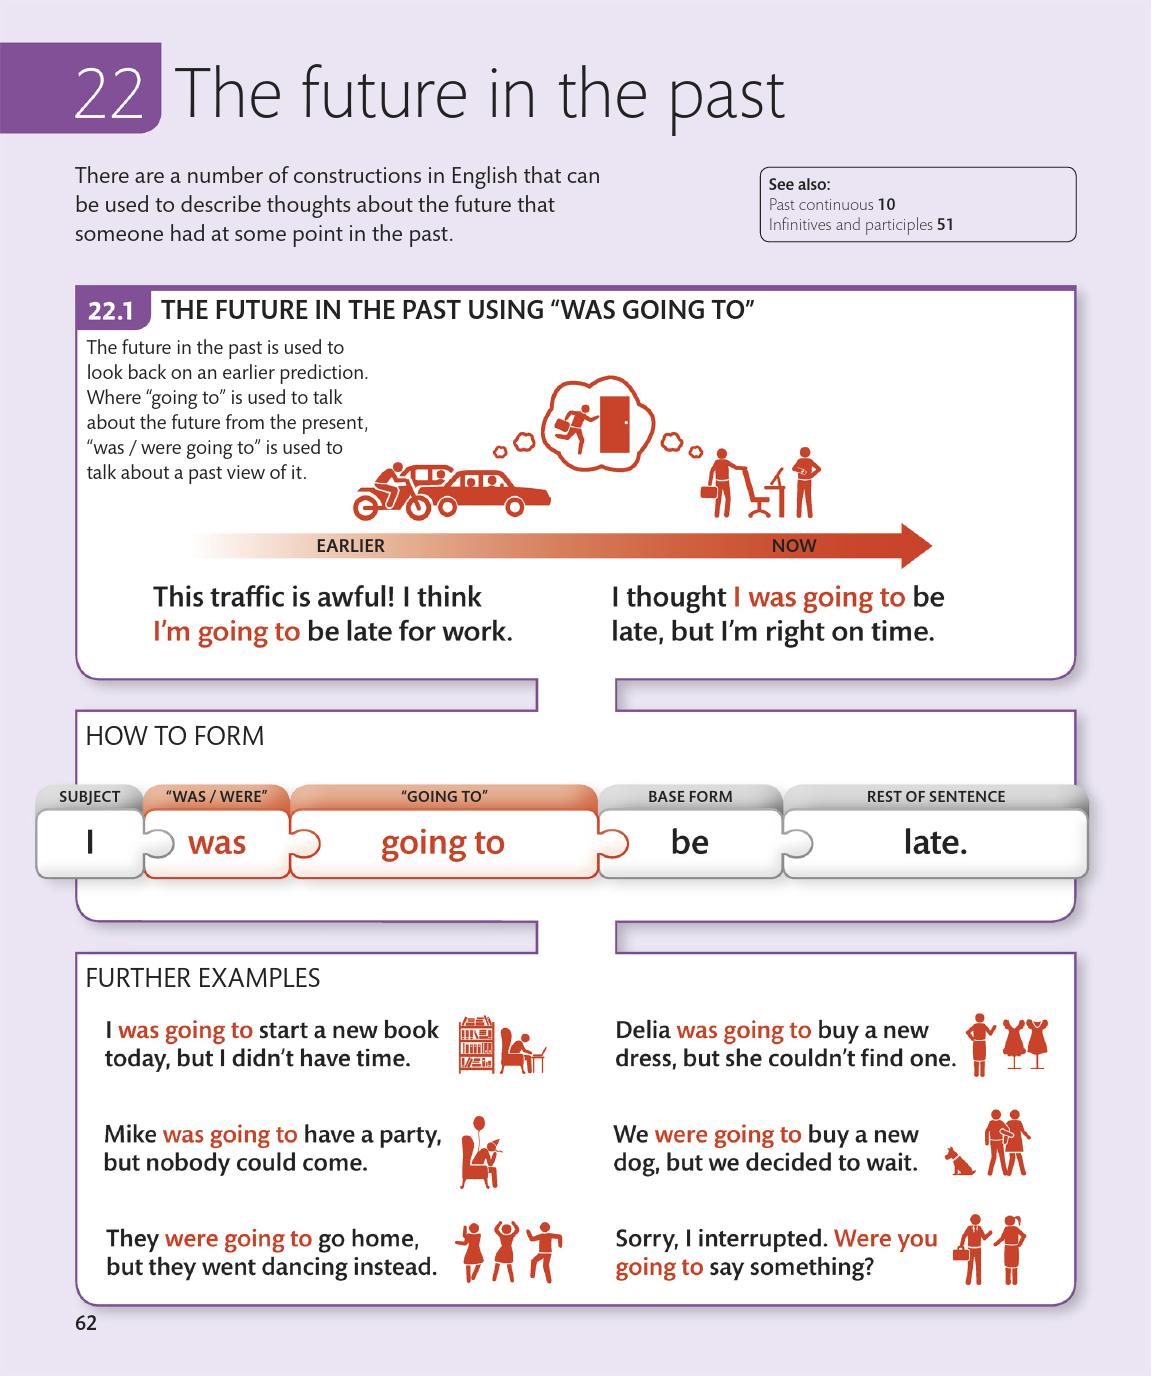 22 The future in the past
There are a number of constructions in English that can
be used to describe thoughts about the future that
someone had at some point in the past.
See also:
Past continuous 10
Infinitives and participles 51
22.1 THE FUTURE IN THE PAST USING “WAS GOING TO”
The future in the past is used to
look back on an earlier prediction.
Where “going to” is used to talk
about the future from the present,
“was / were going to” is used to
talk about a past view of it.
EARLIER
NOW
This traffic is awful! I think
I’m going to be late for work.
I thought I was going to be
late, but I’m right on time.
HOW TO FORM
SUBJECT
“WAS / WERE”
“GOING TO”
BASE FORM
REST OF SENTENCE
I
was
going to
be
late.
FURTHER EXAMPLES
I was going to start a new book
today, but I didn’t have time.
Delia was going to buy a new
dress, but she couldn’t find one.
Mike was going to have a party,
but nobody could come.
We were going to buy a new
dog, but we decided to wait.
They were going to go home,
but they went dancing instead.
Sorry, I interrupted. Were you
going to say something?
62